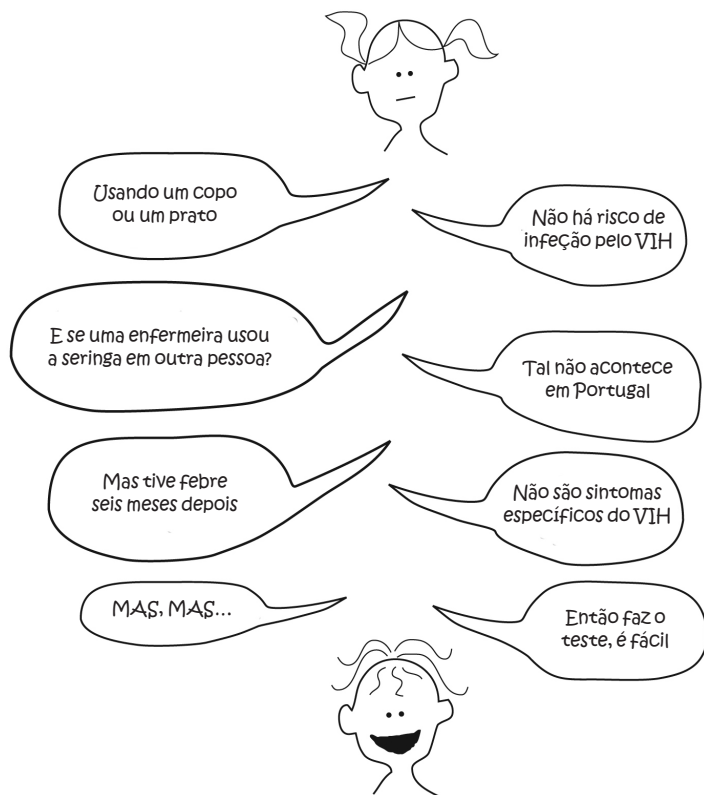 Usando um copo
ou um prato
Não há risco de
infeção pelo VIH
E se uma enfermeira usou
a seringa em outra pessoa?
Tal não acontece
em Portugal
Mas tive febre
seis meses depois
Não são sintomas
específicos do VIH
MAS, MAS...
Então faz o
teste, é fácil